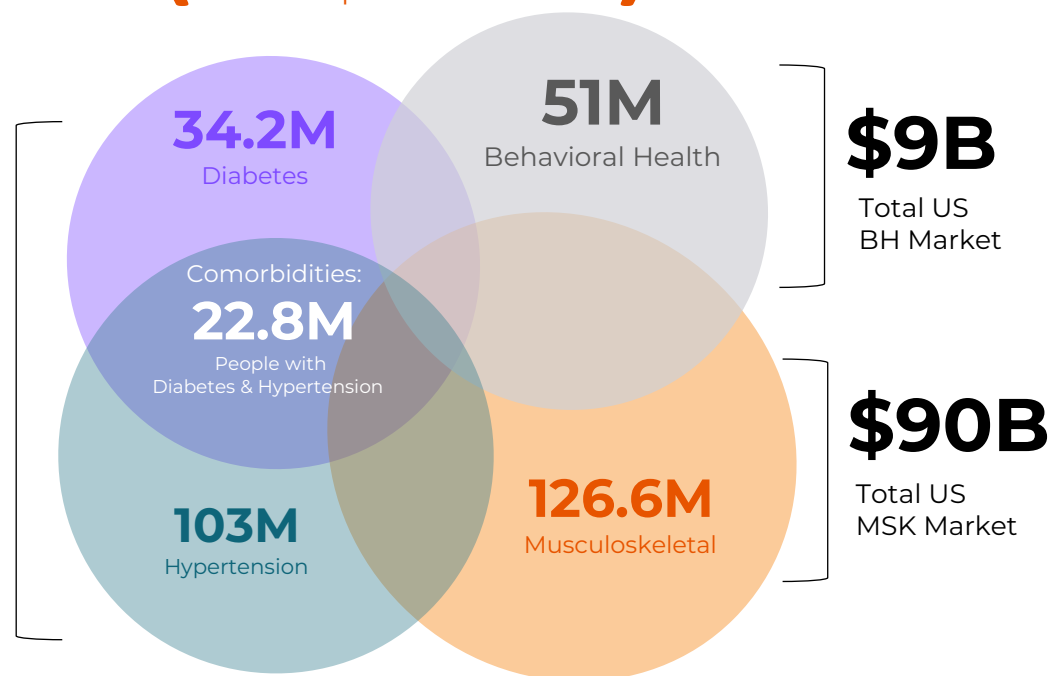 34.2M
Diabetes
51M
Behavioral Health
$9B
Total US
BH Market
Comorbidities:
22.8M
People with
Diabetes & Hypertension
103M
Hypertension
126.6M
Musculoskeletal
$90B
Total US
MSK Market